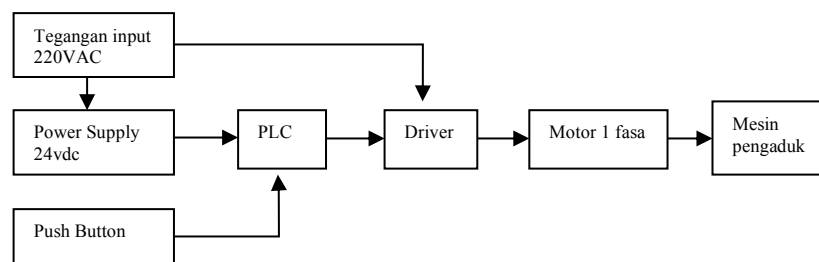 Tegangan input
220VAC
Power Supply
24vdc
PLC
Driver
Motor 1 fasa
Mesin
pengaduk
Push Button